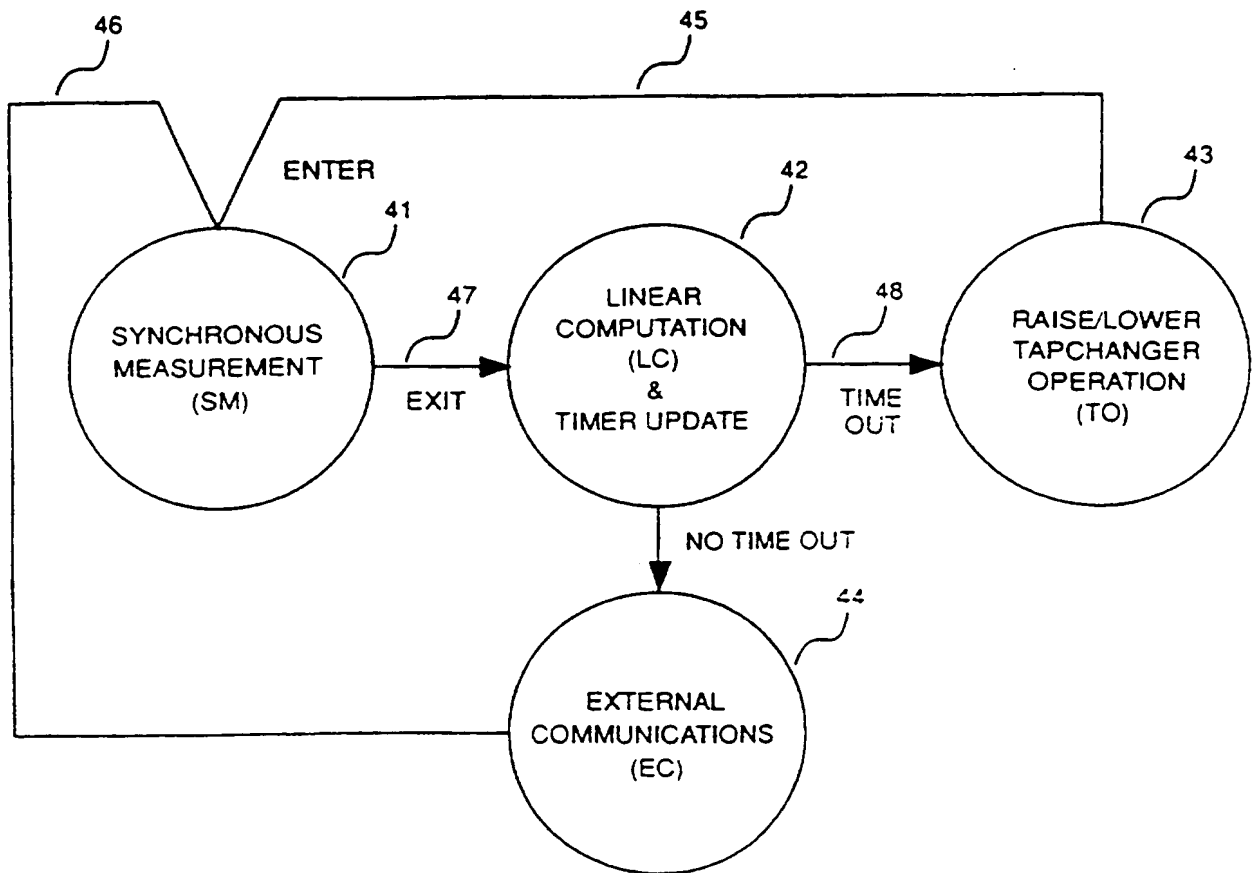 46
45
ENTER
41
42
43
SYNCHRONOUS
MEASUREMENT
(SM)
47
EXIT
LINEAR
COMPUTATION
(LC)
&
TIMER UPDATE
48
TIME
OUT
RAISE/LOWER
TAPCHANGER
OPERATION
(TO)
NO TIME OUT
44
EXTERNAL
COMMUNICATIONS
(EC)